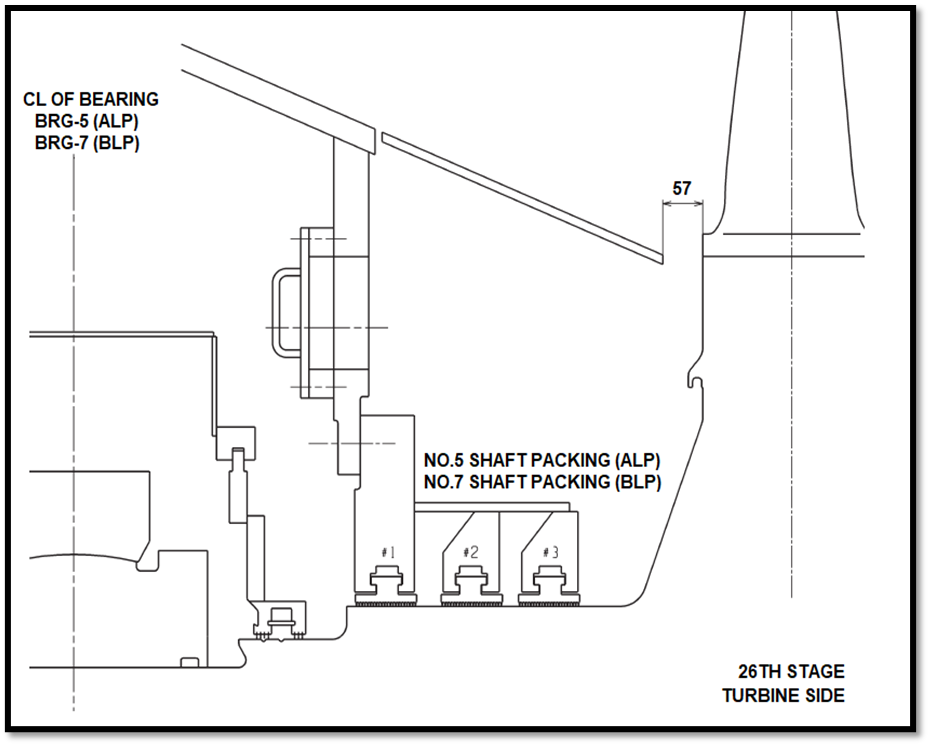 CL OF BEARING
BRG-5 (ALP)
BRG-7 (BLP)
57
NO.5 SHAFT PACKING (ALP)
NO.7 SHAFT PACKING (BLP)
#1
#2
#3
26TH STAGE
TURBINE SIDE